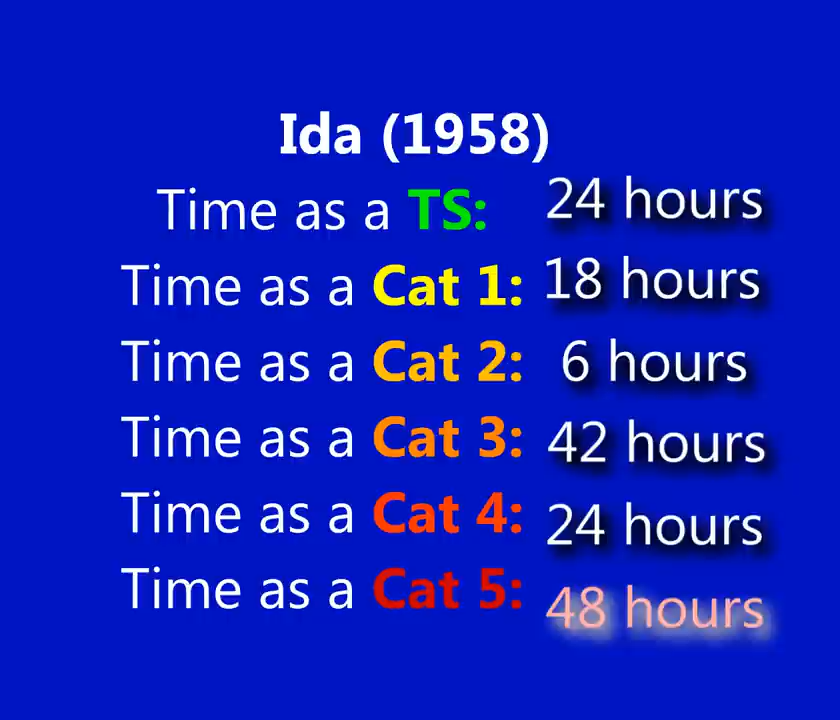 Ida (1958)
Time as a TS: 24 hours
Time as a Cat 1: 18 hours
Time as a Cat 2: 6 hours
Time as a Cat 3: 42 hours
Time as a Cat 4: 24 hours
Time as a Cat 5: 48 hours